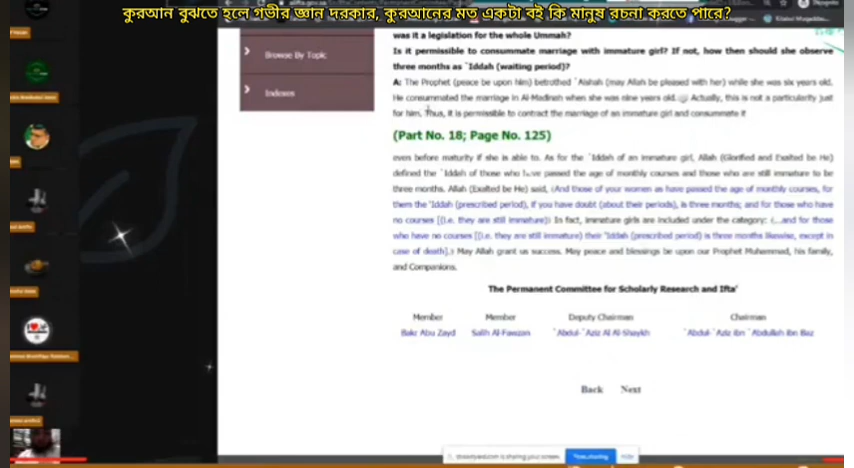 কুরআন বুঝতে হলে গভীর জ্ঞান দরকার, কুরআনের মত একটা বই কি মানুষ রচনা করতে পারে?
was it a legislation for the whole Ummah?
Is it permissible to consummate marriage with immature girl? If not, how then should she observe
three months as `Iddah (waiting period)?
Browse By Topic
Indexes
A: The Prophet (peace be upon him) betrothed `Aishah (may Allah be pleased with her) while she was six years old.
He consummated the marriage in Al-Madinah when she was nine years old. Actually, this is not a particularly just
for him. Thus, it is permissible to contract the marriage of an immature girl and consummate it
(Part No. 18; Page No. 125)
even before maturity if she is able to. As for the `Iddah of an immature girl, Allah (Glorified and Exalted be He)
defined the `Iddah of those who have passed the age of monthly courses and those who are still immature to be
three months. Allah (Exalted be He) said, (And those of your women as have passed the age of monthly courses, for
them the 'Iddah (prescribed period), if you have doubt (about their periods), is three months; and for those who have
no courses [(i.e. they are still immature)) In fact, immature girls are included under the category: (...and for those
who have no courses [(i.e. they are still immature) their 'Iddah (prescribed period) is three months likewise, except in
case of death].) May Allah grant us success. May peace and blessings be upon our Prophet Muhammad, his family,
and Companions.
The Permanent Committee for Scholarly Research and Ifta'
Member Member Deputy Chairman Chairman
Bakr Abu Zayd Salih Al-Fawzan `Abdul-`Aziz Al Al-Shaykh `Abdul-`Aziz ibn `Abdullah ibn Baz
Back Next
is sharing your screen. Stop sharing Hide